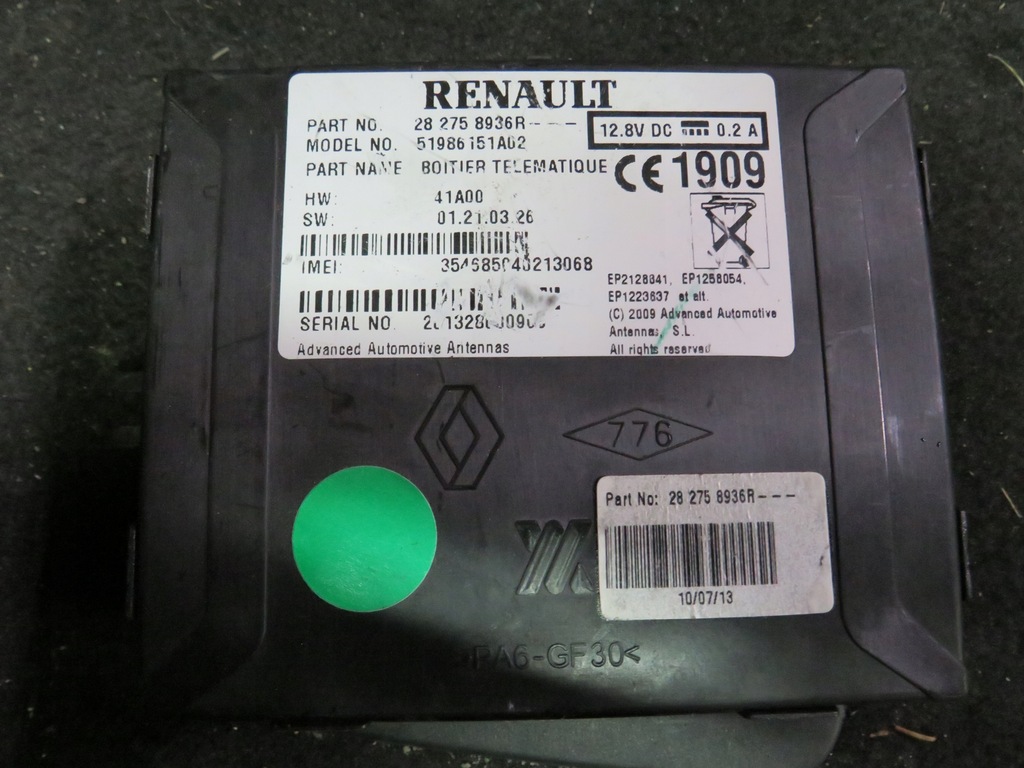 RENAULT
PART NO. 28 275 8936R---
12.8V DC 0.2 A
MODEL NO. 51986151A02
PART NAME BOITIER TELEMATIQUE
CE 1909
HW: 41A00
SW: 01.21.03.26
IMEI:
EP2128841, EP1258054,
EP1223637 et elt.
(C) 2009 Advanced Automotive
Antennas, S.L.
All rights reserved
SERIAL NO.
Advanced Automotive Antennas
776
Part No: 28 275 8936R---
10/07/13
>PA6-GF30<